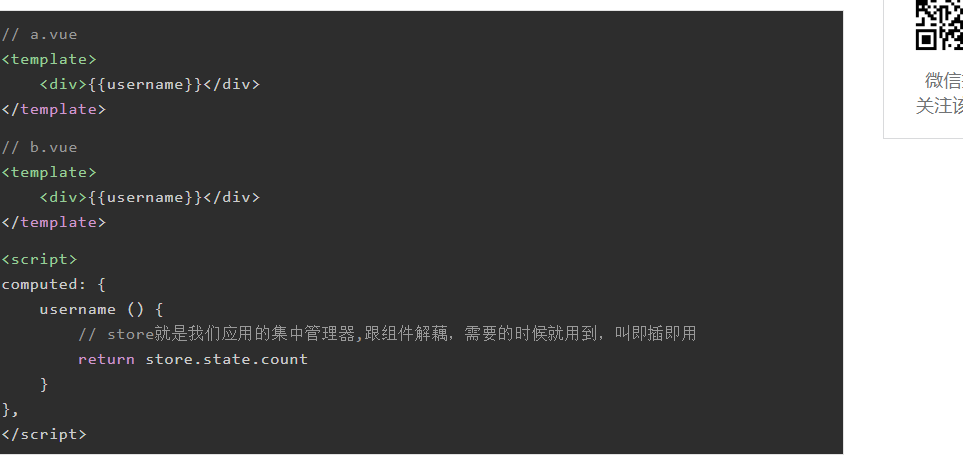 // a.vue
<template>
    <div>{{username}}</div>
</template>
// b.vue
<template>
    <div>{{username}}</div>
</template>
<script>
computed: {
    username () {
        // store就是我们应用的集中管理器,跟组件解藕，需要的时候就用到，叫即插即用
        return store.state.count
    }
},
</script>
微信
关注该